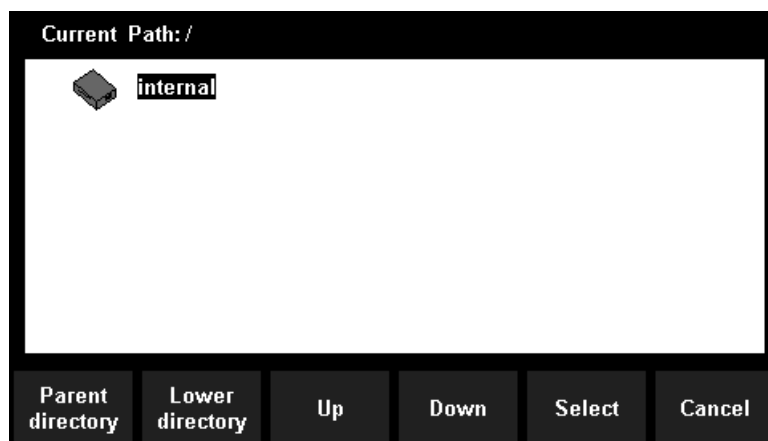 Current Path: /
internal
Parent directory
Lower directory
Up
Down
Select
Cancel